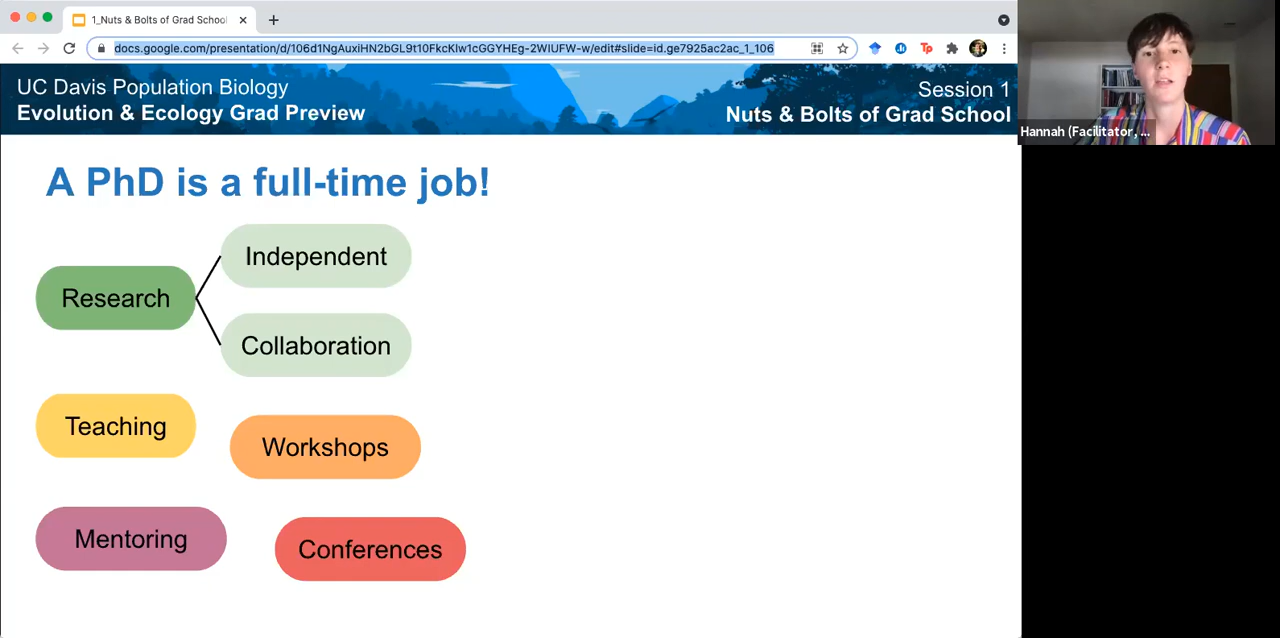 1_Nuts & Bolts of Grad School
docs.google.com/presentation/d/106d1NgAuxiHN2bGL9t10FkcKlw1cGGYHEg-2WIUFW-w/edit#slide=id.ge7925ac2ac_1_106
Tp
UC Davis Population Biology
Evolution & Ecology Grad Preview
Session 1
Nuts & Bolts of Grad School
Hannah (Facilitator, ...
A PhD is a full-time job!
Independent
Research
Collaboration
Teaching
Workshops
Mentoring
Conferences